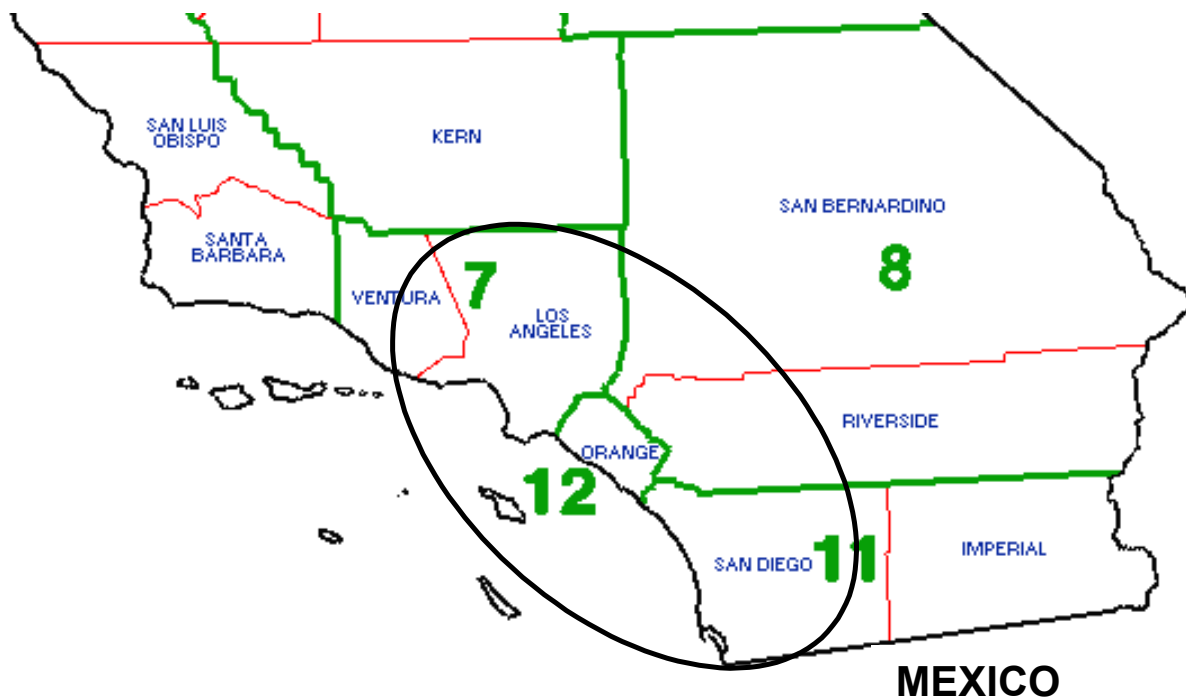 SAN LUIS
OBISPO
KERN
SAN BERNARDINO
SANTA
BARBARA
8
7
VENTURA
LOS
ANGELES
RIVERSIDE
ORANGE
12
11
IMPERIAL
SAN DIEGO
MEXICO